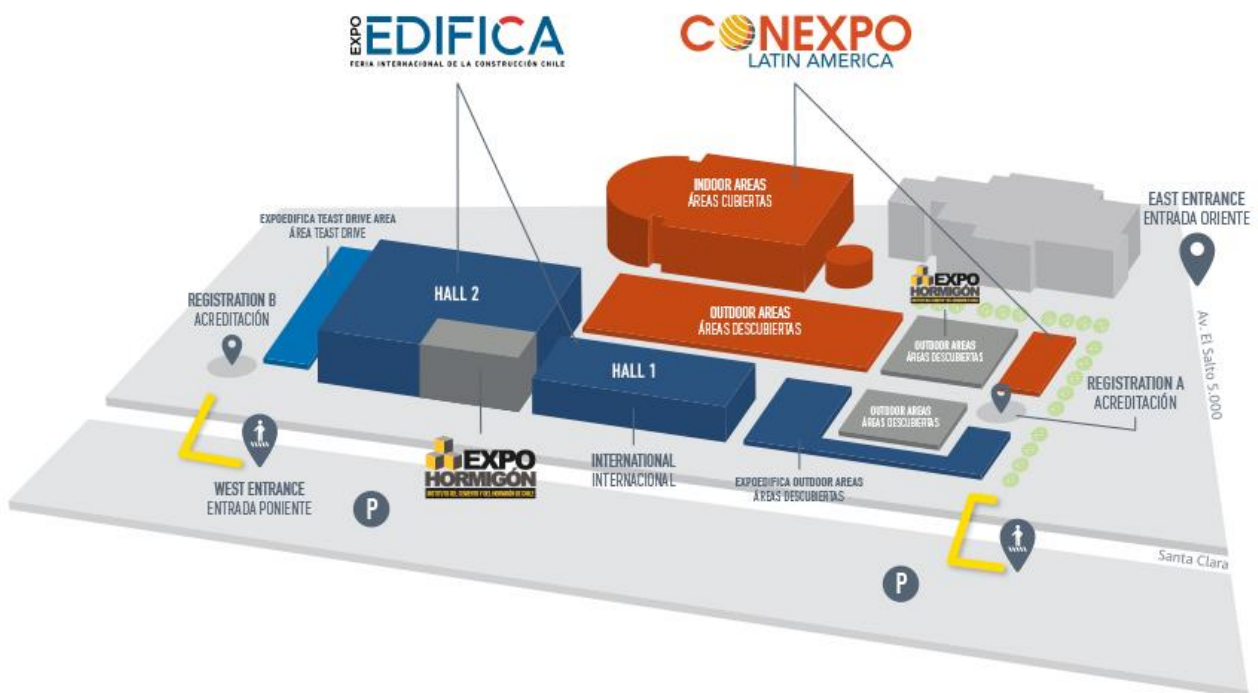 EXPO
EDIFICA
FERIA INTERNACIONAL DE LA CONSTRUCCIÓN CHILE
CONEXPO
LATIN AMERICA
INDOOR AREAS
ÁREAS CUBIERTAS
EAST ENTRANCE
ENTRADA ORIENTE
EXPOEDIFICA TEAST DRIVE AREA
ÁREA TEAST DRIVE
HALL 2
REGISTRATION B
ACREDITACIÓN
OUTDOOR AREAS
ÁREAS DESCUBIERTAS
EXPO
HORMIGÓN
OUTDOOR AREAS
ÁREAS DESCUBIERTAS
Av. El Salto 5.000
HALL 1
REGISTRATION A
ACREDITACIÓN
OUTDOOR AREAS
ÁREAS DESCUBIERTAS
EXPO
HORMIGÓN
INSTITUTO DEL CEMENTO Y DEL HORMIGÓN DE CHILE
INTERNATIONAL
INTERNACIONAL
EXPOEDIFICA OUTDOOR AREAS
ÁREAS DESCUBIERTAS
WEST ENTRANCE
ENTRADA PONIENTE
P
P
Santa Clara